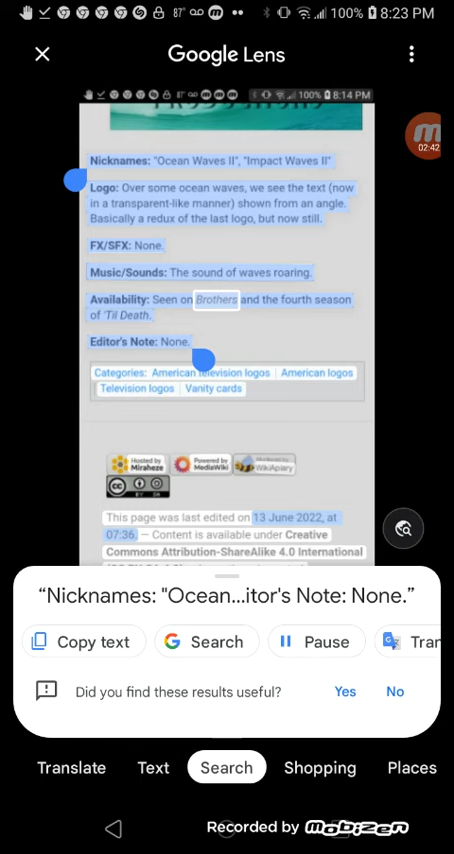 87° 100% 8:23 PM
Google Lens
87° 100% 8:14 PM
02:42
Nicknames: "Ocean Waves II", "Impact Waves II"
Logo: Over some ocean waves, we see the text (now
in a transparent-like manner) shown from an angle.
Basically a redux of the last logo, but now still.
FX/SFX: None.
Music/Sounds: The sound of waves roaring.
Availability: Seen on Brothers and the fourth season
of 'Til Death.
Editor's Note: None.
Categories: American television logos American logos
Television logos Vanity cards
Hosted by
Miraheze
Powered by
MediaWiki
WikiApiary
CC BY SA
This page was last edited on 13 June 2022, at
07:36. — Content is available under Creative
Commons Attribution-ShareAlike 4.0 International
“Nicknames: "Ocean...itor's Note: None.”
Copy text Search Pause Tran
Did you find these results useful? Yes No
Translate Text Search Shopping Places
Recorded by MOBIZEN